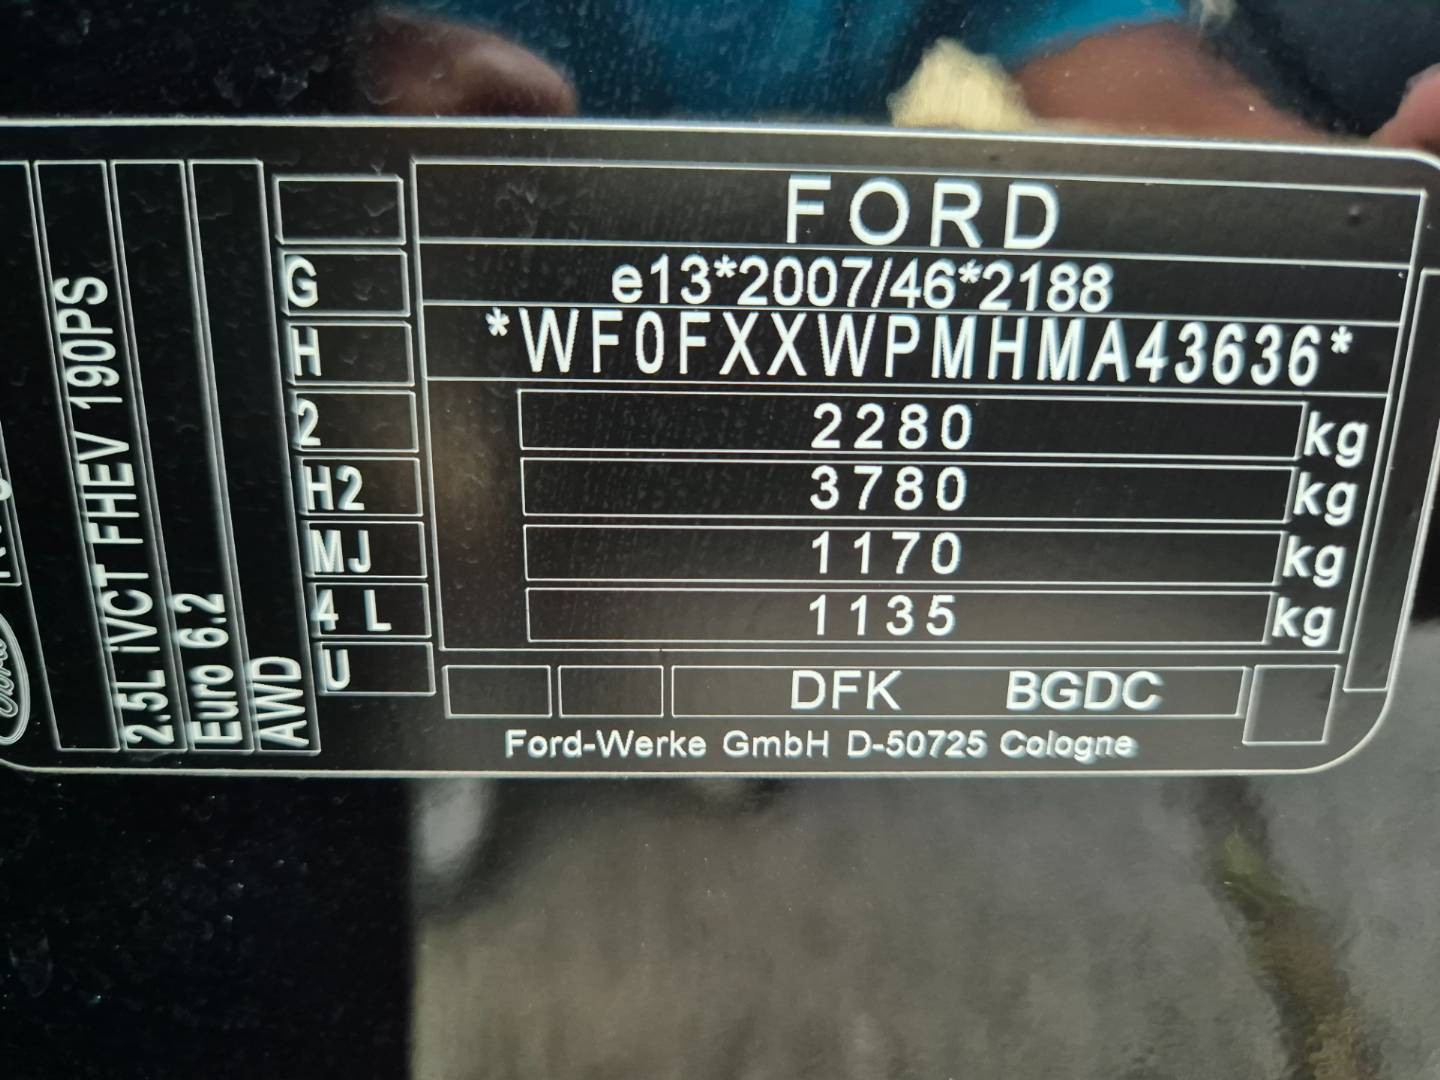 FORD
e13*2007/46*2188
*WF0FXXWPMHMA43636*
2280 kg
3780 kg
1170 kg
1135 kg
DFK BGDC
Ford-Werke GmbH D-50725 Cologne
G
H
2
H2
MJ
4 L
U
2.5L iVCT FHEV 190PS
Euro 6.2
AWD
Ford